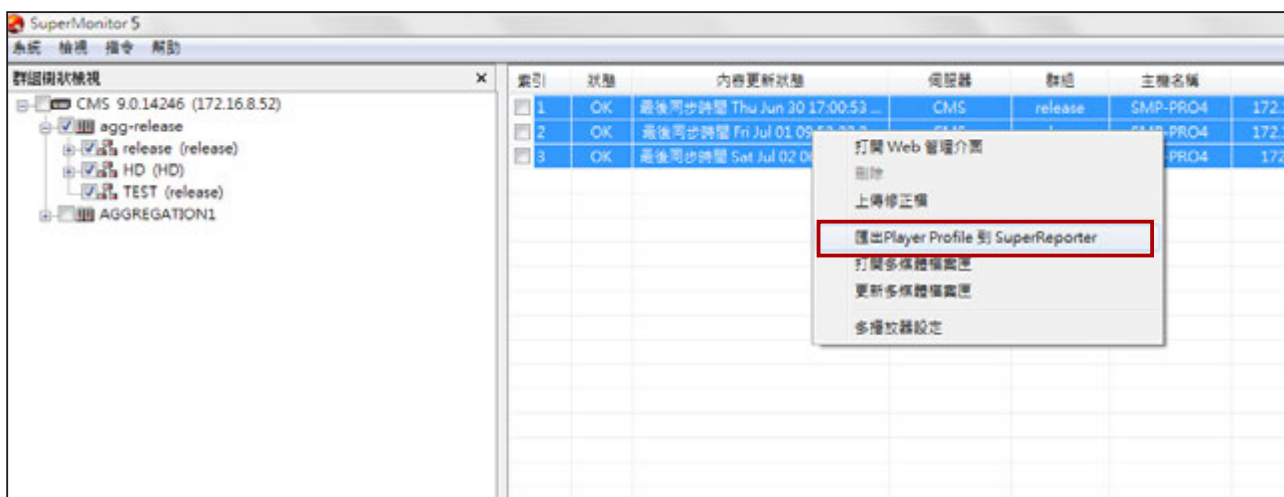 SuperMonitor 5
系統 檢視 指令 幫助
群組樹狀檢視
索引 狀態 內容更新狀態 伺服器 群組 主機名稱
CMS 9.0.14246 (172.16.8.52)
agg-release
release (release)
HD (HD)
TEST (release)
AGGREGATION1
1 OK 最後同步時間 Thu Jun 30 17:00:53 ... CMS release SMP-PRO4 172
2 OK 最後同步時間 Fri Jul 01 09
3 OK 最後同步時間 Sat Jul 02 0 -PRO4 172
打開 Web 管理介面
刪除
上傳修正檔
匯出Player Profile 到 SuperReporter
打開多媒體檔案匣
更新多媒體檔案匣
多播放器設定